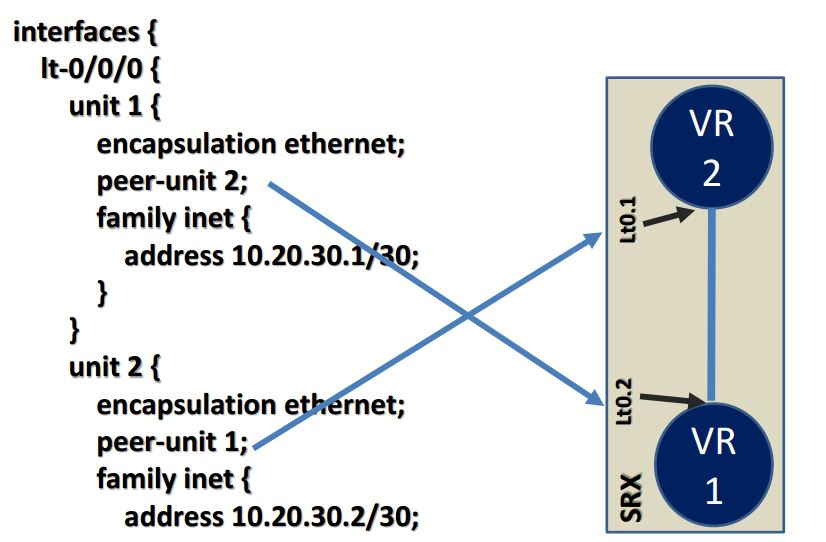 interfaces {
lt-0/0/0 {
unit 1 {
encapsulation ethernet;
peer-unit 2;
family inet {
address 10.20.30.1/30;
}
}
unit 2 {
encapsulation ethernet;
peer-unit 1;
family inet {
address 10.20.30.2/30;
VR
2
Lt0.1
Lt0.2
VR
1
SRX